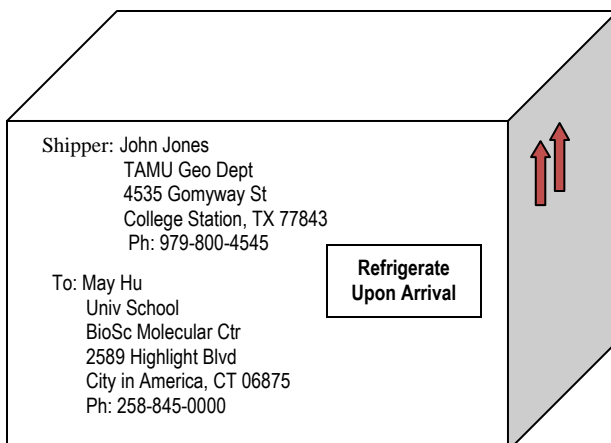 Shipper: John Jones
TAMU Geo Dept
4535 Gomyway St
College Station, TX 77843
Ph: 979-800-4545
Refrigerate
Upon Arrival
To: May Hu
Univ School
BioSc Molecular Ctr
2589 Highlight Blvd
City in America, CT 06875
Ph: 258-845-0000